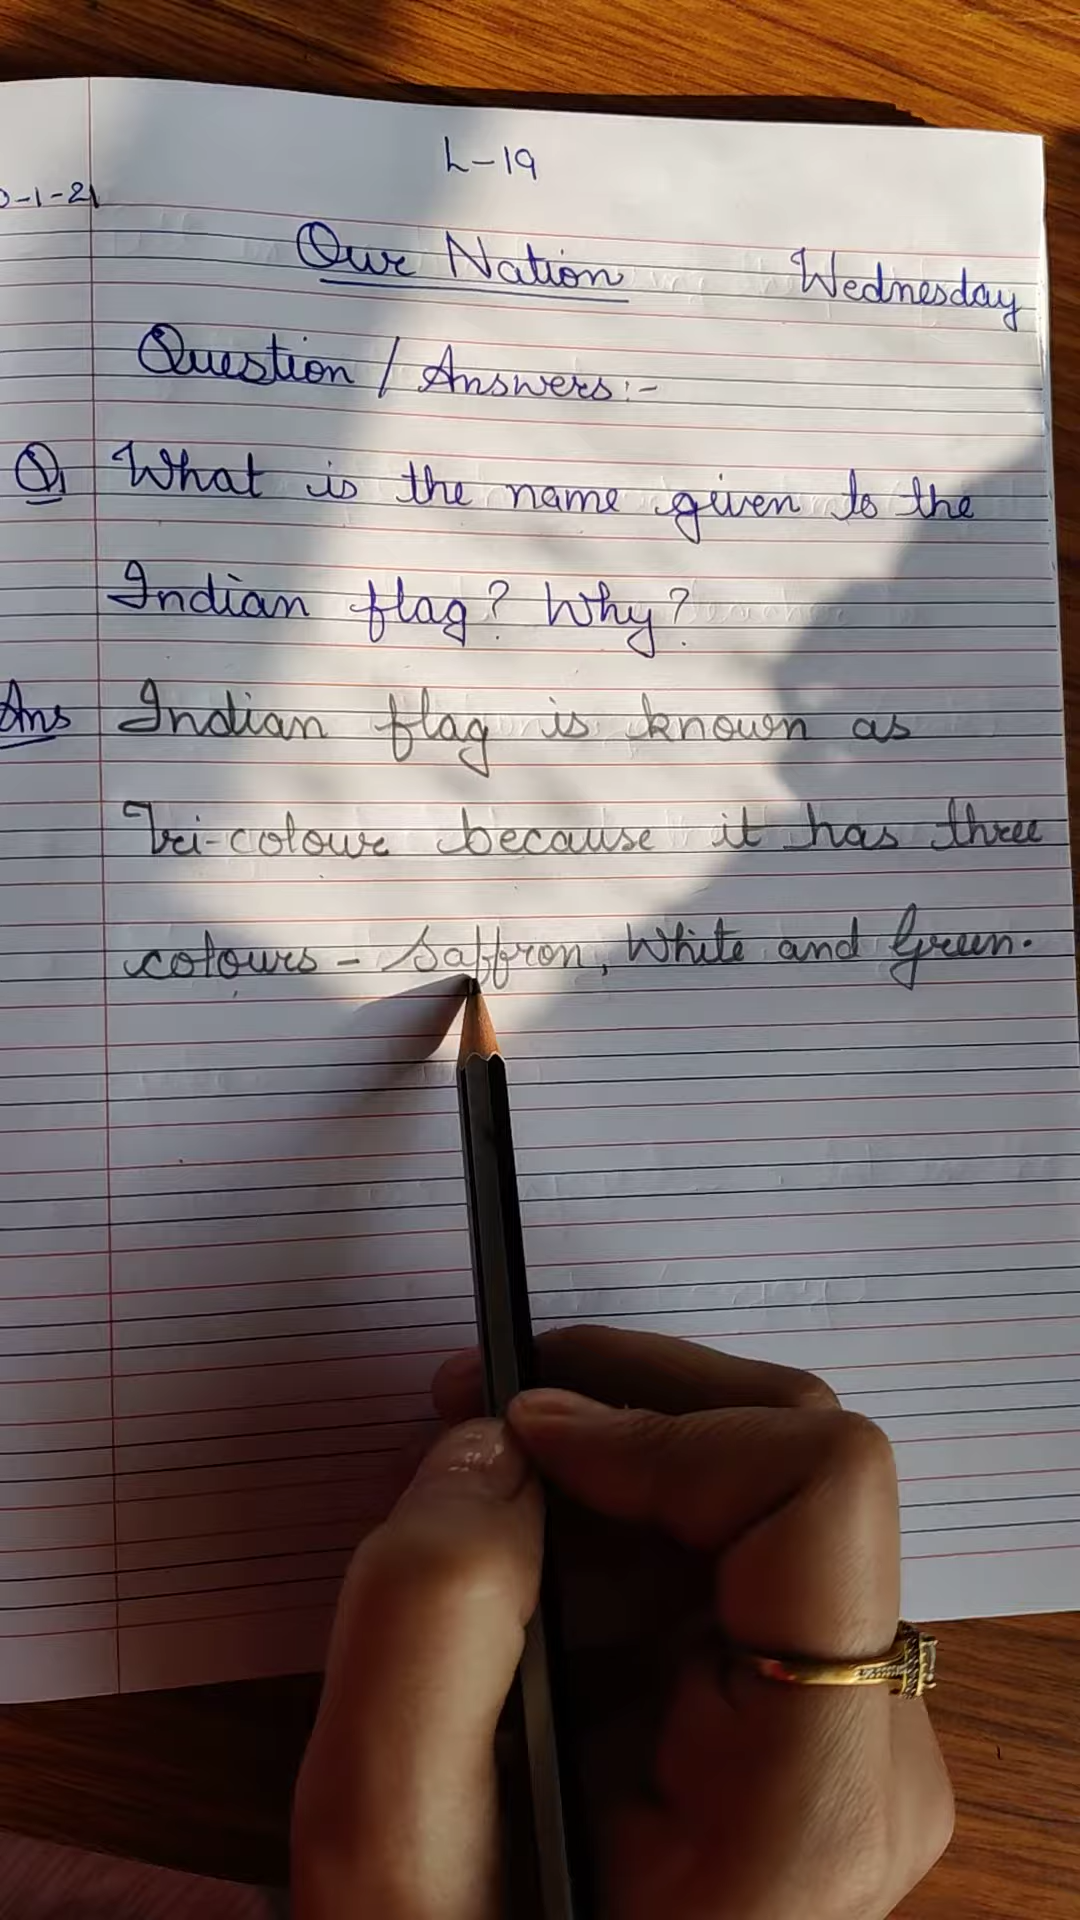 L-19
0-1-21
Our Nation Wednesday
Question / Answers:-
Q1 What is the name given to the
Indian flag? Why?
Ans Indian flag is known as
Tri-colour because it has three
colours - Saffron, White and Green.